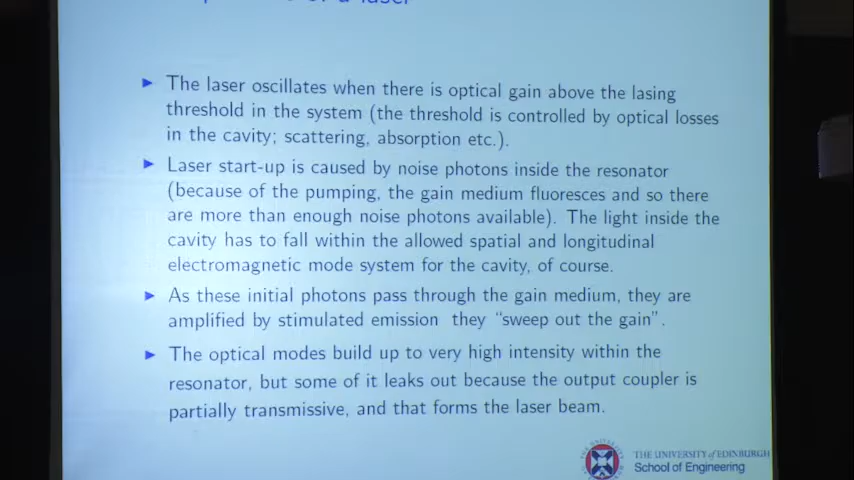 of a laser
The laser oscillates when there is optical gain above the lasing
threshold in the system (the threshold is controlled by optical losses
in the cavity; scattering, absorption etc.).
Laser start-up is caused by noise photons inside the resonator
(because of the pumping, the gain medium fluoresces and so there
are more than enough noise photons available). The light inside the
cavity has to fall within the allowed spatial and longitudinal
electromagnetic mode system for the cavity, of course.
As these initial photons pass through the gain medium, they are
amplified by stimulated emission they “sweep out the gain”.
The optical modes build up to very high intensity within the
resonator, but some of it leaks out because the output coupler is
partially transmissive, and that forms the laser beam.
THE UNIVERSITY of EDINBURGH
School of Engineering